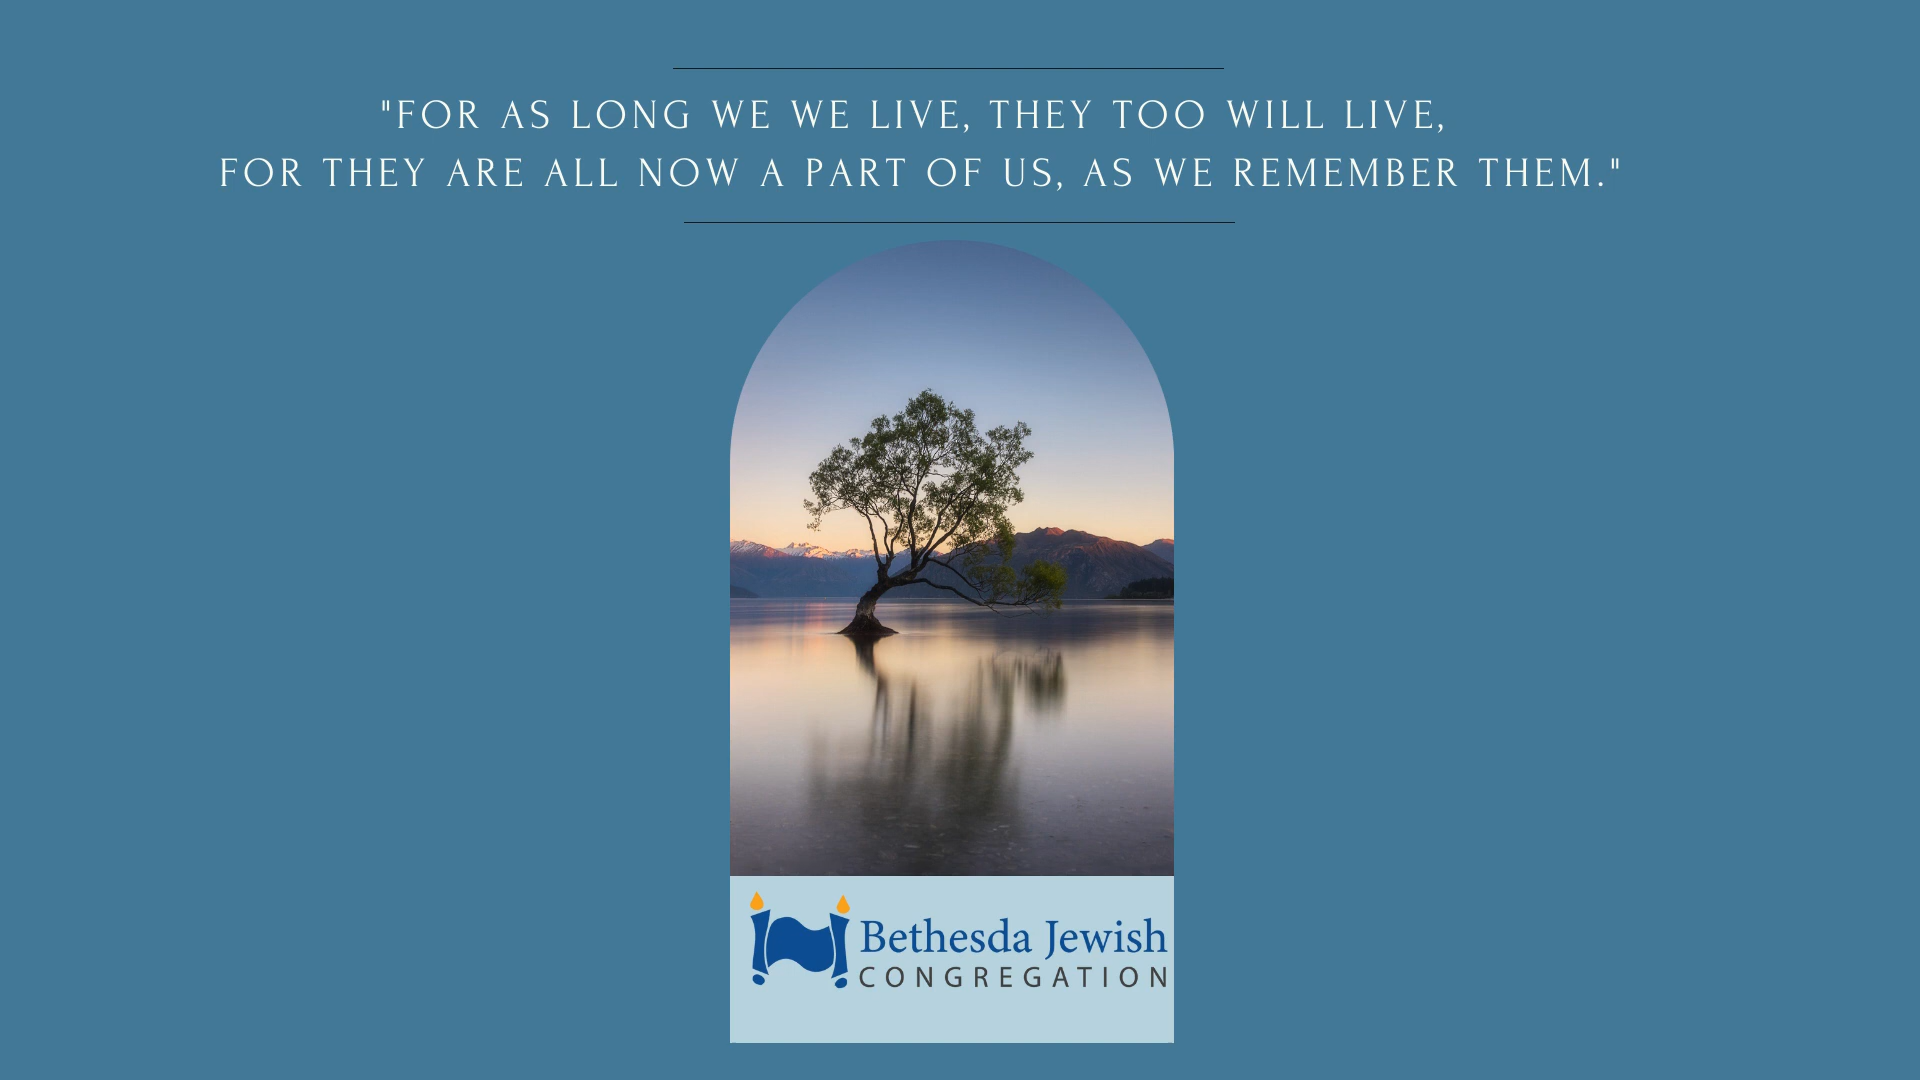 "FOR AS LONG WE WE LIVE, THEY TOO WILL LIVE,
FOR THEY ARE ALL NOW A PART OF US, AS WE REMEMBER THEM."
Bethesda Jewish
CONGREGATION